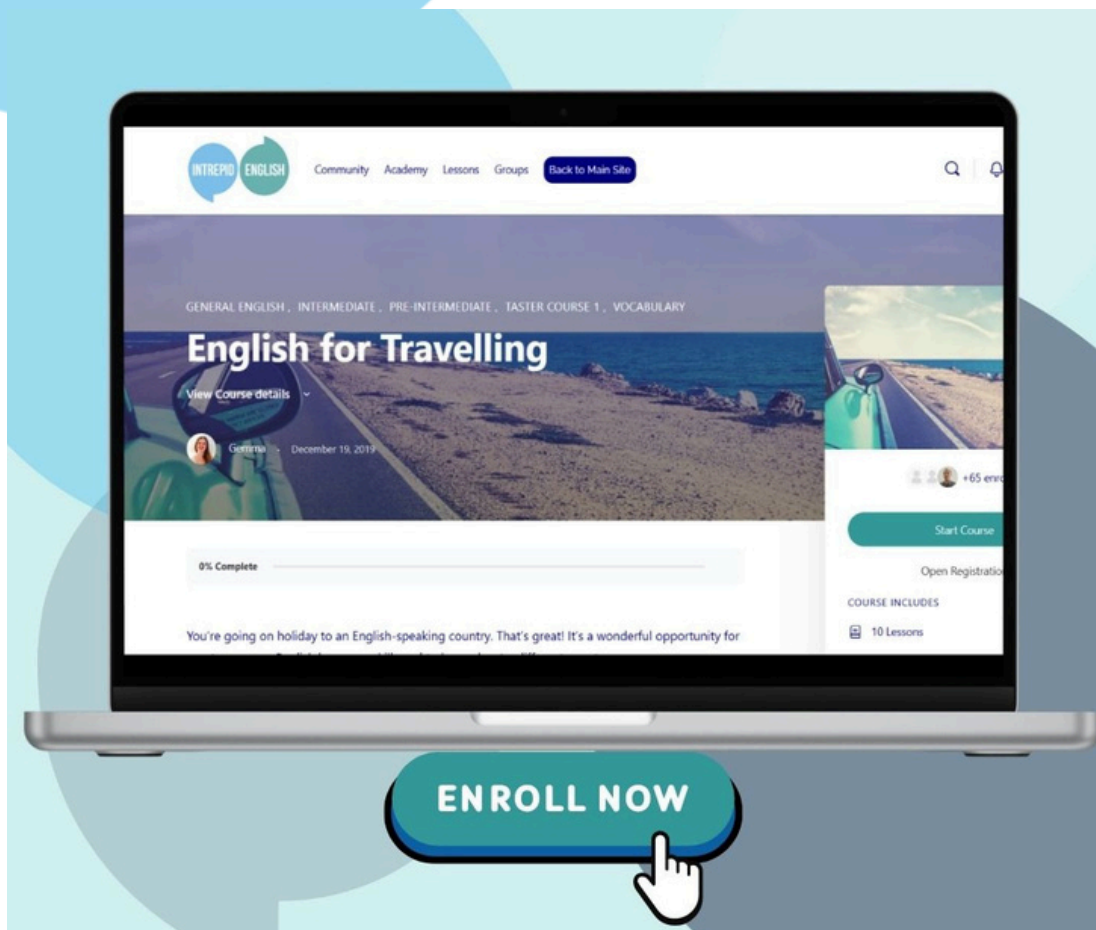 INTREPID ENGLISH
Community Academy Lessons Groups Back to Main Site
GENERAL ENGLISH , INTERMEDIATE , PRE-INTERMEDIATE , TASTER COURSE 1 , VOCABULARY
English for Travelling
View Course details
Gemma · December 19, 2019
+65 enro
Start Course
Open Registration
0% Complete
COURSE INCLUDES
10 Lessons
You're going on holiday to an English-speaking country. That's great! It's a wonderful opportunity for
ENROLL NOW